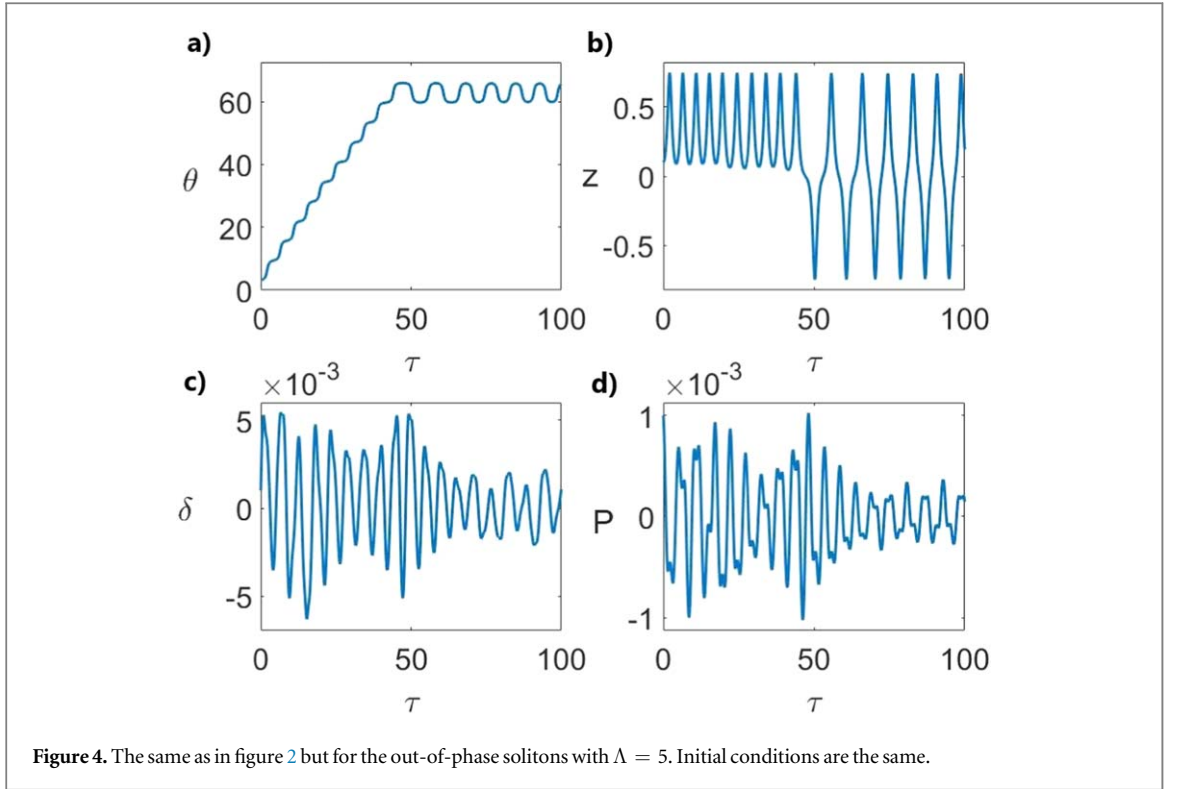 a)
b)
60
40
20
0
θ
0 50 100
τ
0.5
0
-0.5
z
0 50 100
τ
c)
×10⁻³
5
0
-5
δ
0 50 100
τ
d)
×10⁻³
1
0
-1
P
0 50 100
τ
Figure 4. The same as in figure 2 but for the out-of-phase solitons with Λ = 5. Initial conditions are the same.